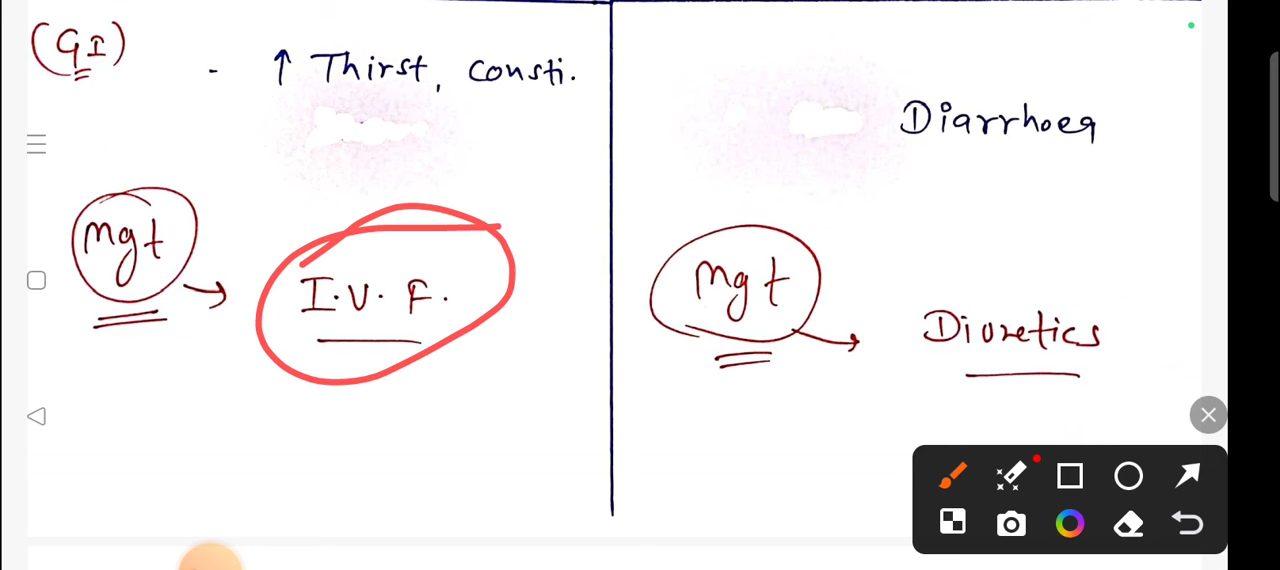 (GI)
- ↑ Thirst, Consti.
Diarrhoea
Mgt → I.V.F.
Mgt → Diuretics